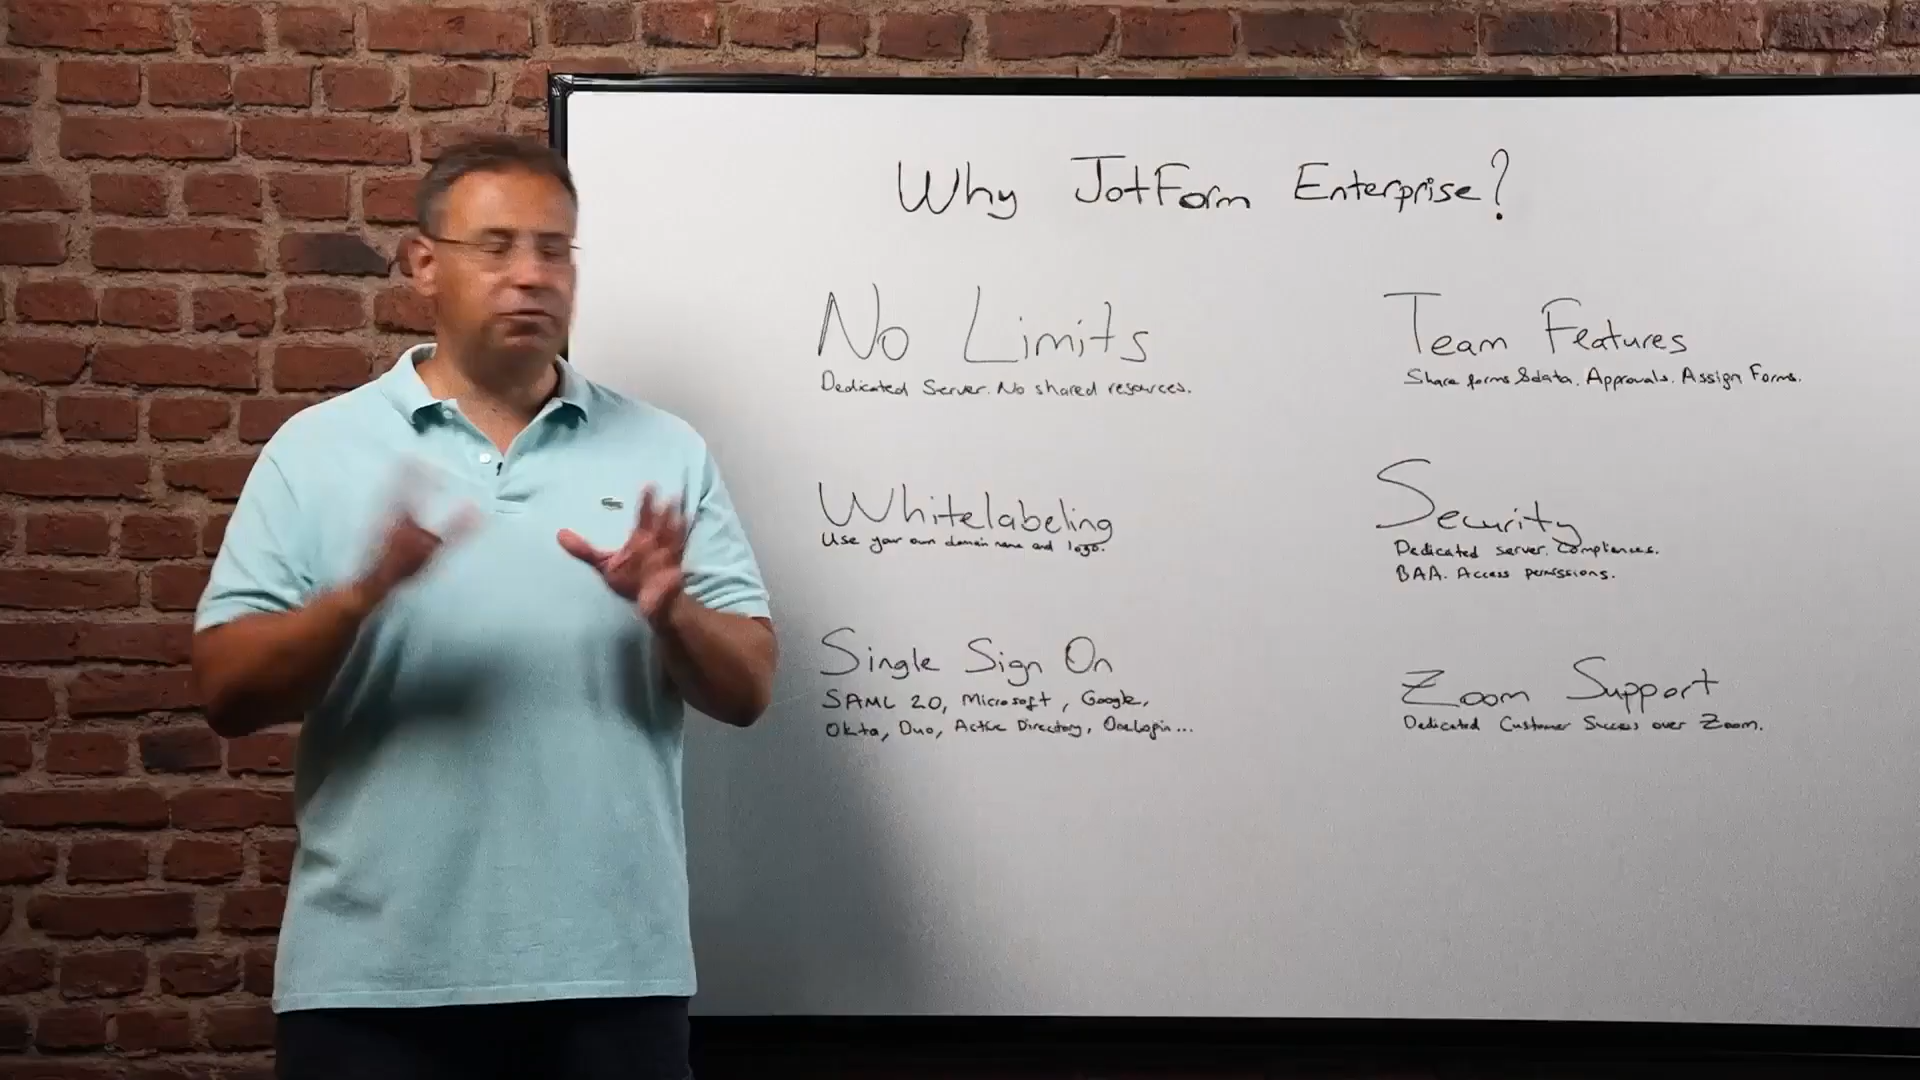 Why JotForm Enterprise?
No Limits
Dedicated Server. No shared resources.
Whitelabeling
Use your own domain name and logo.
Single Sign On
SAML 2.0, Microsoft, Google,
Okta, Duo, Active Directory, OneLogin...
Team Features
Share forms & data. Approvals. Assign Forms.
Security
Dedicated server. Compliances.
BAA. Access permissions.
Zoom Support
Dedicated Customer Success over Zoom.